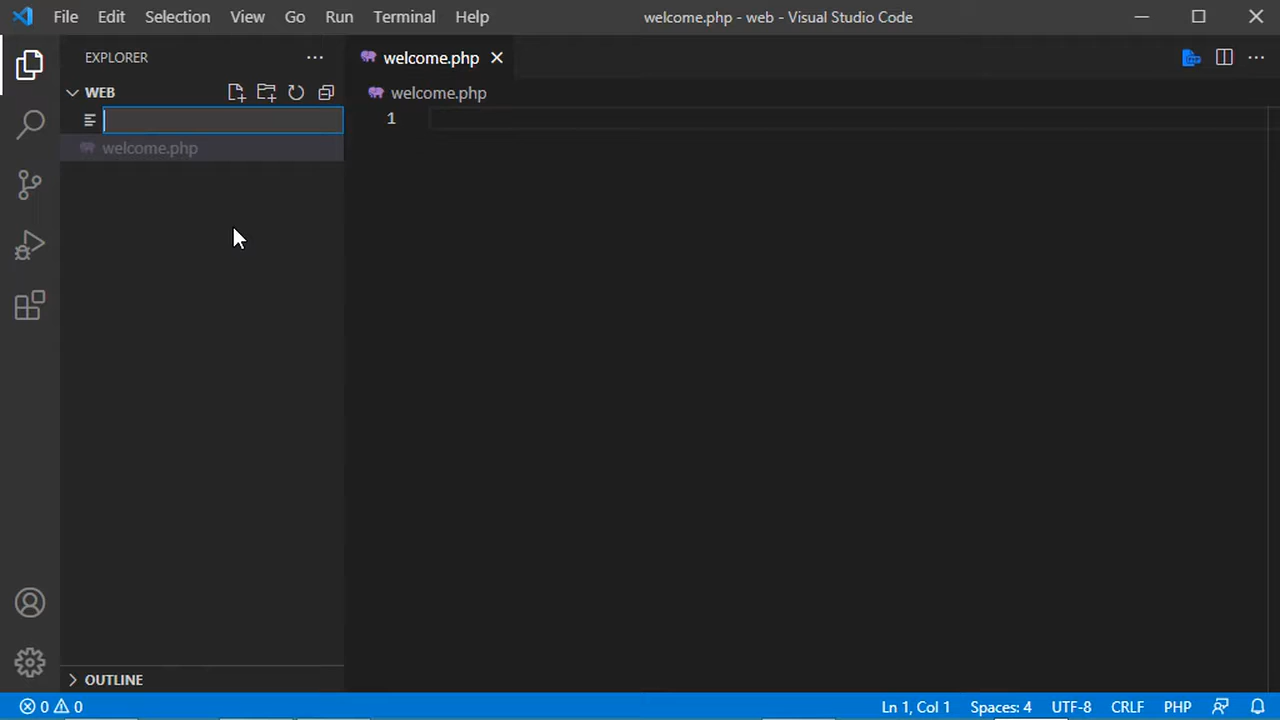 File Edit Selection View Go Run Terminal Help welcome.php - web - Visual Studio Code
EXPLORER
welcome.php
WEB
welcome.php
1
welcome.php
OUTLINE
0 0 Ln 1, Col 1 Spaces: 4 UTF-8 CRLF PHP